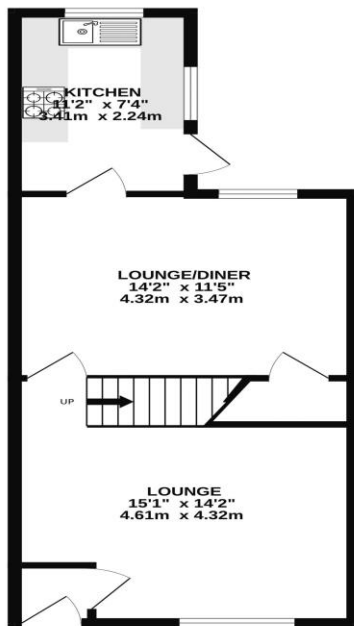 KITCHEN
11'2" x 7'4"
3.41m x 2.24m
LOUNGE/DINER
14'2" x 11'5"
4.32m x 3.47m
UP
LOUNGE
15'1" x 14'2"
4.61m x 4.32m